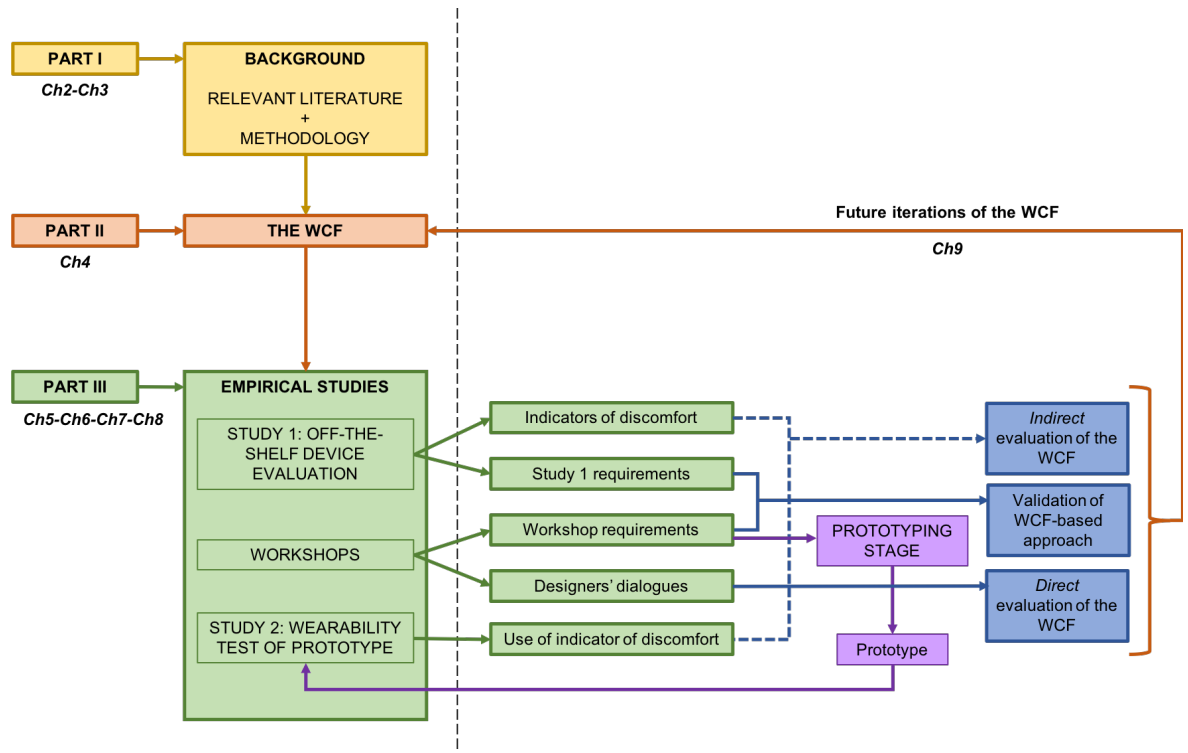 PART I
Ch2-Ch3
BACKGROUND
RELEVANT LITERATURE
+
METHODOLOGY
PART II
Ch4
THE WCF
Future iterations of the WCF
Ch9
PART III
Ch5-Ch6-Ch7-Ch8
EMPIRICAL STUDIES
STUDY 1: OFF-THE-
SHELF DEVICE
EVALUATION
WORKSHOPS
STUDY 2: WEARABILITY
TEST OF PROTOTYPE
Indicators of discomfort
Study 1 requirements
Workshop requirements
Designers’ dialogues
Use of indicator of discomfort
PROTOTYPING
STAGE
Prototype
Indirect
evaluation of the
WCF
Validation of
WCF-based
approach
Direct
evaluation of the
WCF